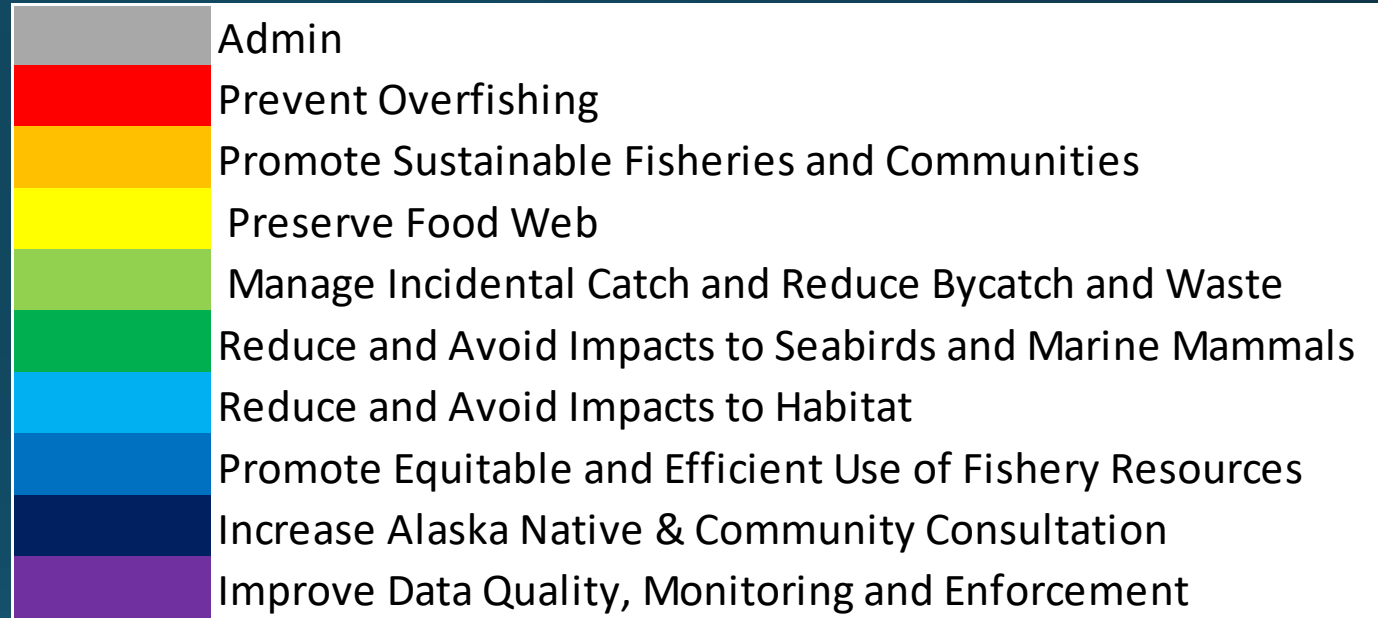 Admin
Prevent Overfishing
Promote Sustainable Fisheries and Communities
Preserve Food Web
Manage Incidental Catch and Reduce Bycatch and Waste
Reduce and Avoid Impacts to Seabirds and Marine Mammals
Reduce and Avoid Impacts to Habitat
Promote Equitable and Efficient Use of Fishery Resources
Increase Alaska Native & Community Consultation
Improve Data Quality, Monitoring and Enforcement